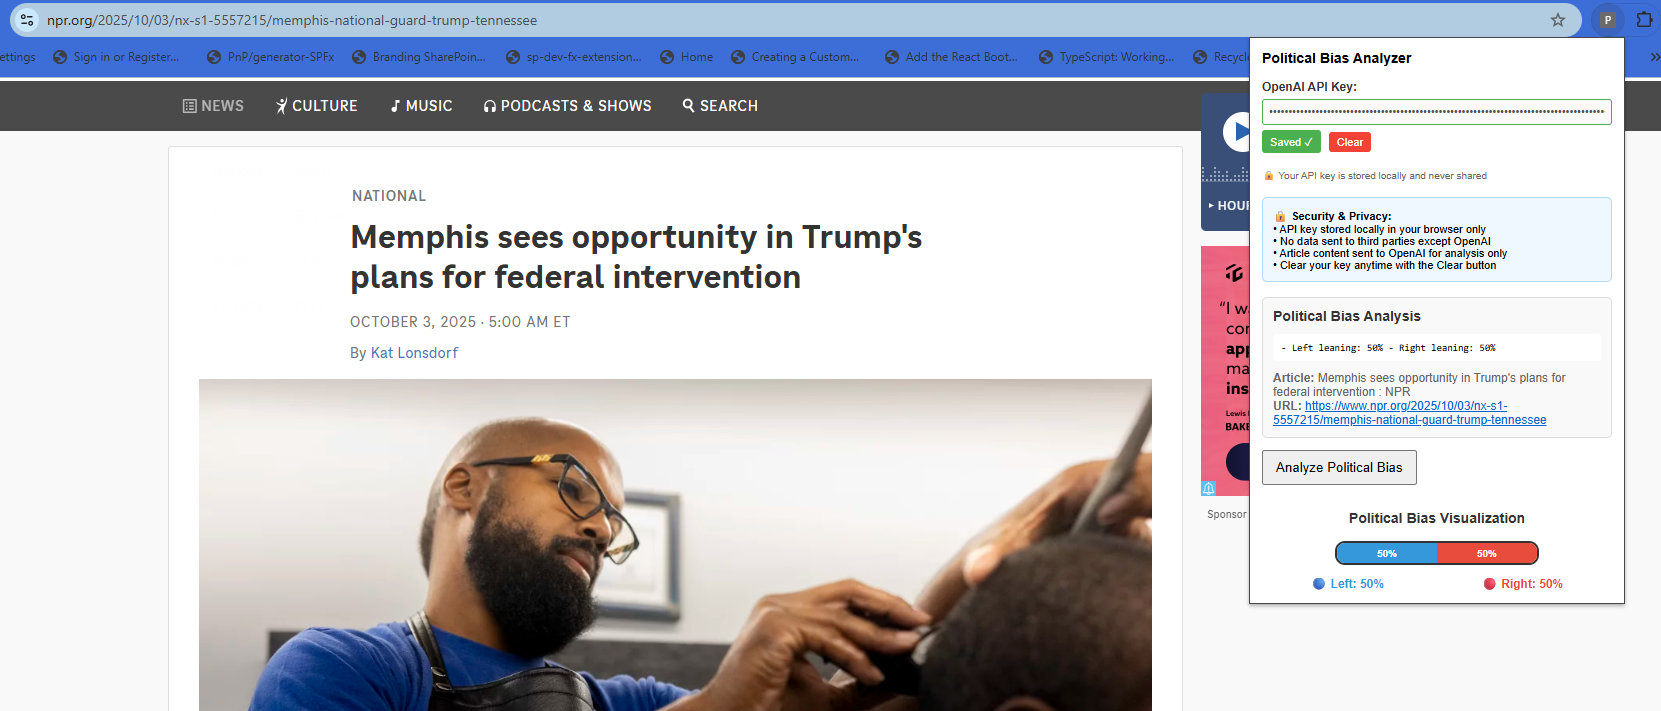 npr.org/2025/10/03/nx-s1-5557215/memphis-national-guard-trump-tennessee
P
ettings
Sign in or Register...
PnP/generator-SPFx
Branding SharePoin...
sp-dev-fx-extension...
Home
Creating a Custom...
Add the React Boot...
TypeScript: Working...
Recycl
»
NEWS
CULTURE
MUSIC
PODCASTS & SHOWS
SEARCH
NATIONAL
Memphis sees opportunity in Trump's
plans for federal intervention
OCTOBER 3, 2025 · 5:00 AM ET
By Kat Lonsdorf
HOUR
“I wa
con
app
ma
ins
Lewis
BAKE
Sponsor
Political Bias Analyzer
OpenAI API Key:
Saved ✓
Clear
🔒 Your API key is stored locally and never shared
🔒 Security & Privacy:
• API key stored locally in your browser only
• No data sent to third parties except OpenAI
• Article content sent to OpenAI for analysis only
• Clear your key anytime with the Clear button
Political Bias Analysis
- Left leaning: 50% - Right leaning: 50%
Article: Memphis sees opportunity in Trump's plans for
federal intervention : NPR
URL: https://www.npr.org/2025/10/03/nx-s1-
5557215/memphis-national-guard-trump-tennessee
Analyze Political Bias
Political Bias Visualization
50%
50%
Left: 50%
Right: 50%